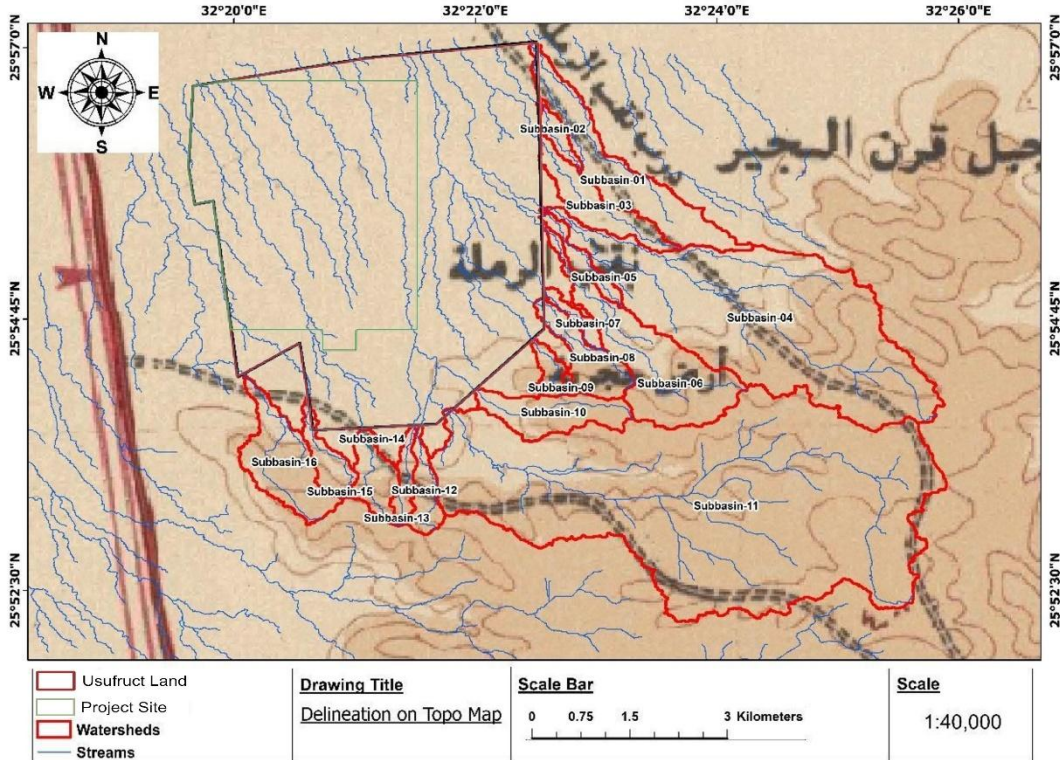 32°20'0"E 32°22'0"E 32°24'0"E 32°26'0"E
25°57'0"N 25°57'0"N
N
W E
S
Subbasin-02
جبل قرن البجير
Subbasin-01
Subbasin-03
Subbasin-05
25°54'45"N 25°54'45"N
Subbasin-04
Subbasin-07
Subbasin-08
Subbasin-06
Subbasin-09
Subbasin-10
Subbasin-14
Subbasin-16
Subbasin-15
Subbasin-12
Subbasin-11
Subbasin-13
25°52'30"N 25°52'30"N
Usufruct Land
Project Site
Watersheds
Streams
Drawing Title
Delineation on Topo Map
Scale Bar
0 0.75 1.5 3 Kilometers
Scale
1:40,000